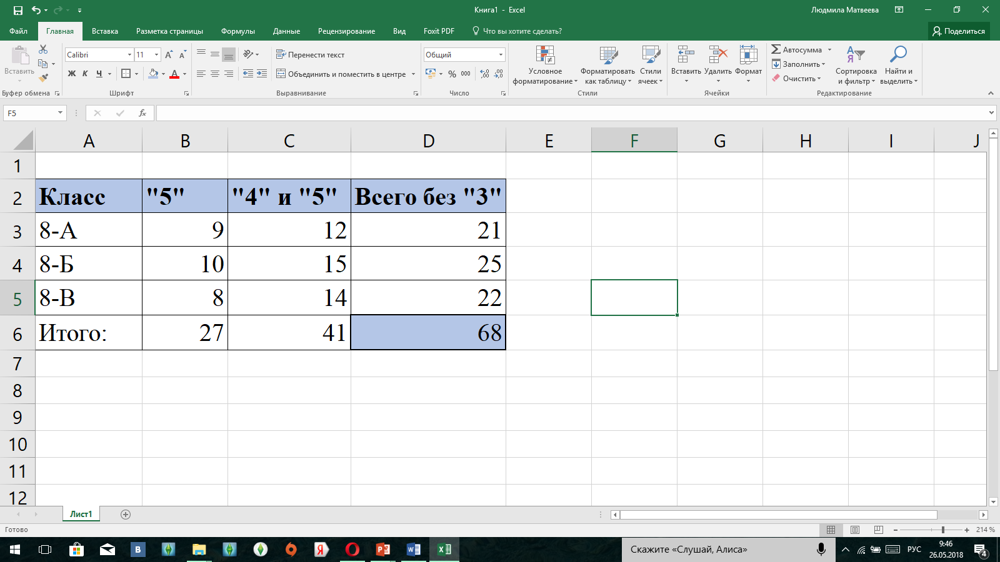 Книга1 - Excel
Людмила Матвеева
Файл Главная Вставка Разметка страницы Формулы Данные Рецензирование Вид Foxit PDF Что вы хотите сделать? Поделиться
Вставить
Буфер обмена
Calibri 11
Ж К Ч
Шрифт
Перенести текст
Объединить и поместить в центре
Выравнивание
Общий
% 000
Число
Условное форматирование
Форматировать как таблицу
Стили ячеек
Стили
Вставить Удалить Формат
Ячейки
Автосумма
Заполнить
Очистить
Сортировка и фильтр
Найти и выделить
Редактирование
F5
fx
A B C D E F G H I J
1
2 Класс "5" "4" и "5" Всего без "3"
3 8-А 9 12 21
4 8-Б 10 15 25
5 8-В 8 14 22
6 Итого: 27 41 68
7
8
9
10
11
12
Лист1
Готово
214 %
Скажите «Слушай, Алиса»
РУС
9:46
26.05.2018
4